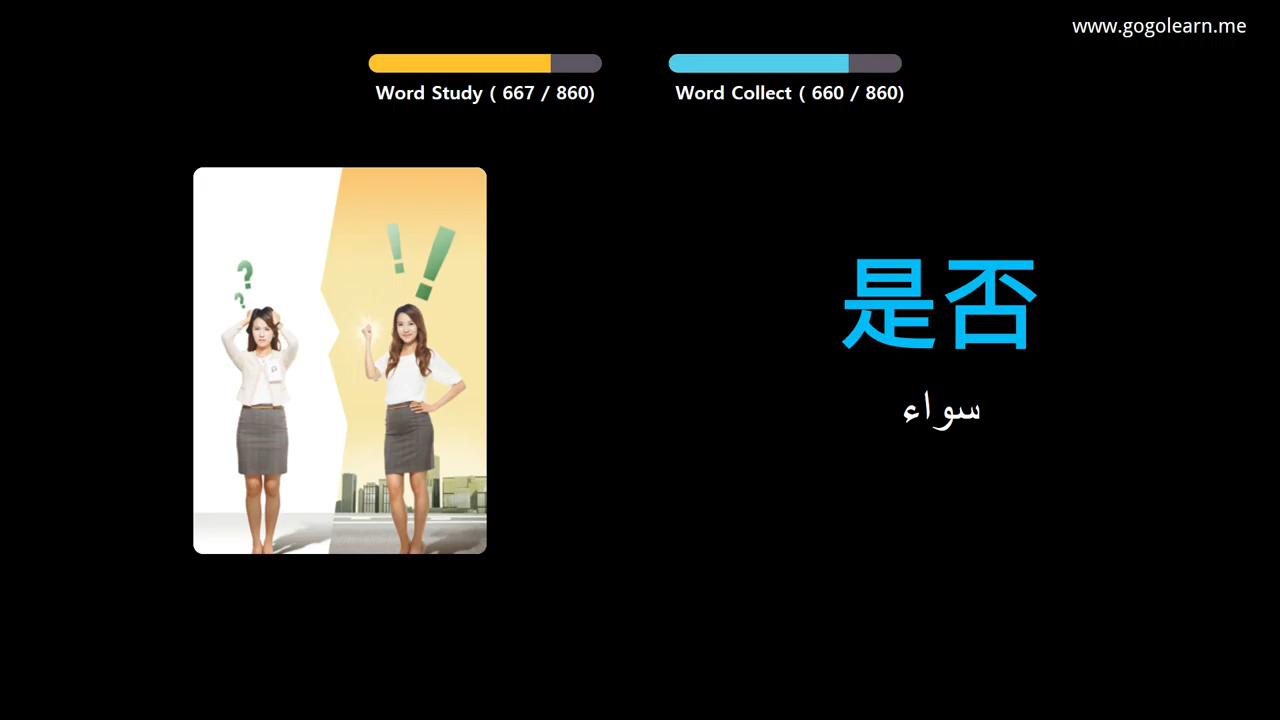 www.gogolearn.me
Word Study ( 667 / 860)
Word Collect ( 660 / 860)
? ?
! !
是否
سواء